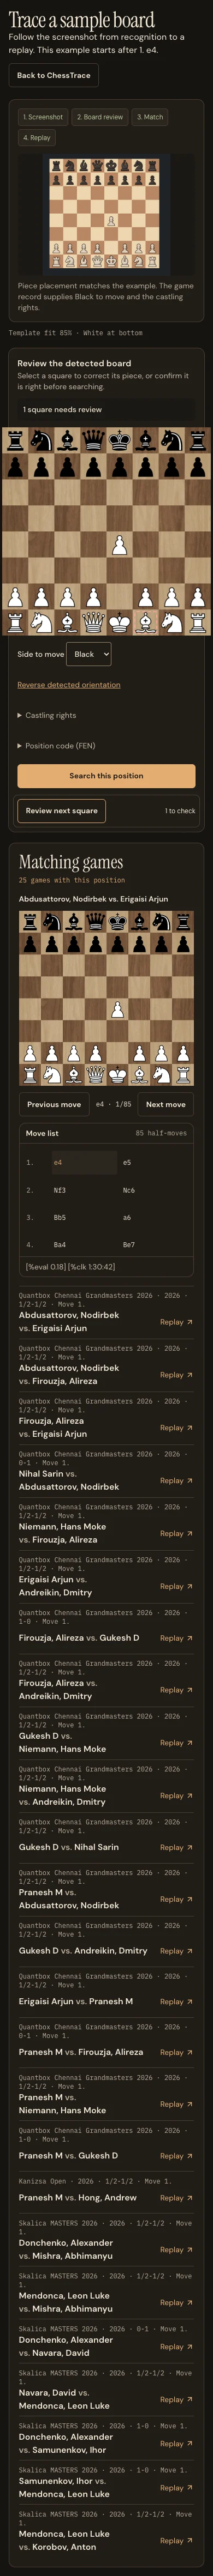 Trace a sample board
Follow the screenshot from recognition to a
replay. This example starts after 1. e4.
Back to ChessTrace
1. Screenshot
2. Board review
3. Match
4. Replay
Piece placement matches the example. The game
record supplies Black to move and the castling
rights.
Template fit 85% · White at bottom
Review the detected board
Select a square to correct its piece, or confirm it
is right before searching.
1 square needs review
Side to move Black
Reverse detected orientation
Castling rights
Position code (FEN)
Search this position
Review next square
1 to check
Matching games
25 games with this position
Abdusattorov, Nodirbek vs. Erigaisi Arjun
Previous move
e4 · 1/85
Next move
Move list
85 half-moves
1. e4 e5
2. Nf3 Nc6
3. Bb5 a6
4. Ba4 Be7
[%eval 0.18] [%clk 1:30:42]
Quantbox Chennai Grandmasters 2026 · 2026 ·
1/2-1/2 · Move 1.
Abdusattorov, Nodirbek
vs. Erigaisi Arjun
Replay ↗
Quantbox Chennai Grandmasters 2026 · 2026 ·
1/2-1/2 · Move 1.
Abdusattorov, Nodirbek
vs. Firouzja, Alireza
Replay ↗
Quantbox Chennai Grandmasters 2026 · 2026 ·
1/2-1/2 · Move 1.
Firouzja, Alireza
vs. Erigaisi Arjun
Replay ↗
Quantbox Chennai Grandmasters 2026 · 2026 ·
0-1 · Move 1.
Nihal Sarin vs.
Abdusattorov, Nodirbek
Replay ↗
Quantbox Chennai Grandmasters 2026 · 2026 ·
1/2-1/2 · Move 1.
Niemann, Hans Moke
vs. Firouzja, Alireza
Replay ↗
Quantbox Chennai Grandmasters 2026 · 2026 ·
1/2-1/2 · Move 1.
Erigaisi Arjun vs.
Andreikin, Dmitry
Replay ↗
Quantbox Chennai Grandmasters 2026 · 2026 ·
1-0 · Move 1.
Firouzja, Alireza vs. Gukesh D
Replay ↗
Quantbox Chennai Grandmasters 2026 · 2026 ·
1/2-1/2 · Move 1.
Firouzja, Alireza vs.
Andreikin, Dmitry
Replay ↗
Quantbox Chennai Grandmasters 2026 · 2026 ·
1/2-1/2 · Move 1.
Gukesh D vs.
Niemann, Hans Moke
Replay ↗
Quantbox Chennai Grandmasters 2026 · 2026 ·
1/2-1/2 · Move 1.
Niemann, Hans Moke
vs. Andreikin, Dmitry
Replay ↗
Quantbox Chennai Grandmasters 2026 · 2026 ·
1/2-1/2 · Move 1.
Gukesh D vs. Nihal Sarin
Replay ↗
Quantbox Chennai Grandmasters 2026 · 2026 ·
1/2-1/2 · Move 1.
Pranesh M vs.
Abdusattorov, Nodirbek
Replay ↗
Quantbox Chennai Grandmasters 2026 · 2026 ·
1/2-1/2 · Move 1.
Gukesh D vs. Andreikin, Dmitry
Replay ↗
Quantbox Chennai Grandmasters 2026 · 2026 ·
1/2-1/2 · Move 1.
Erigaisi Arjun vs. Pranesh M
Replay ↗
Quantbox Chennai Grandmasters 2026 · 2026 ·
0-1 · Move 1.
Pranesh M vs. Firouzja, Alireza
Replay ↗
Quantbox Chennai Grandmasters 2026 · 2026 ·
1/2-1/2 · Move 1.
Pranesh M vs.
Niemann, Hans Moke
Replay ↗
Quantbox Chennai Grandmasters 2026 · 2026 ·
1-0 · Move 1.
Pranesh M vs. Gukesh D
Replay ↗
Kanizsa Open · 2026 · 1/2-1/2 · Move 1.
Pranesh M vs. Hong, Andrew
Replay ↗
Skalica MASTERS 2026 · 2026 · 1/2-1/2 · Move
1.
Donchenko, Alexander
vs. Mishra, Abhimanyu
Replay ↗
Skalica MASTERS 2026 · 2026 · 1/2-1/2 · Move
1.
Mendonca, Leon Luke
vs. Mishra, Abhimanyu
Replay ↗
Skalica MASTERS 2026 · 2026 · 0-1 · Move 1.
Donchenko, Alexander
vs. Navara, David
Replay ↗
Skalica MASTERS 2026 · 2026 · 1/2-1/2 · Move
1.
Navara, David vs.
Mendonca, Leon Luke
Replay ↗
Skalica MASTERS 2026 · 2026 · 1-0 · Move 1.
Donchenko, Alexander
vs. Samunenkov, Ihor
Replay ↗
Skalica MASTERS 2026 · 2026 · 1-0 · Move 1.
Samunenkov, Ihor vs.
Mendonca, Leon Luke
Replay ↗
Skalica MASTERS 2026 · 2026 · 1/2-1/2 · Move
1.
Mendonca, Leon Luke
vs. Korobov, Anton
Replay ↗